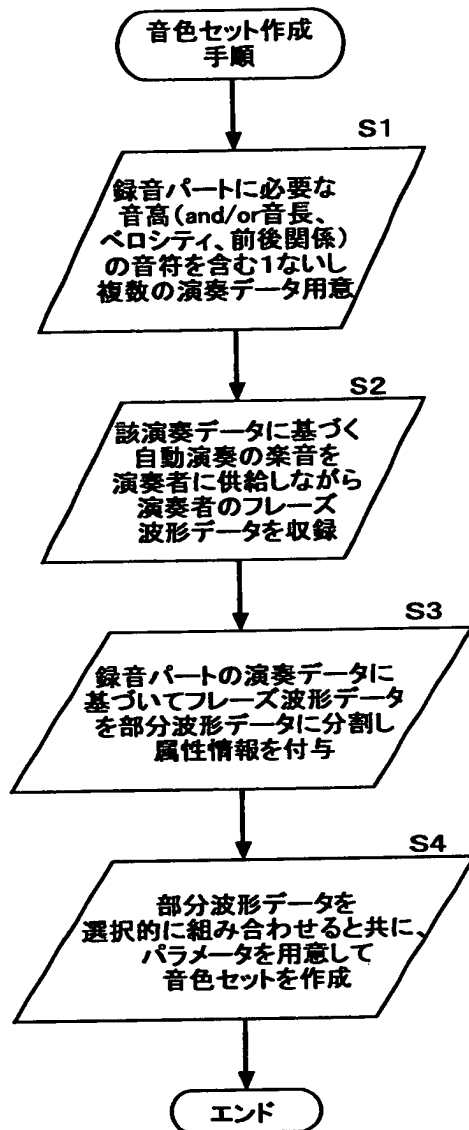 音色セット作成
手順
S1
録音パートに必要な
音高(and/or音長、
ベロシティ、前後関係)
の音符を含む1ないし
複数の演奏データ用意
S2
該演奏データに基づく
自動演奏の楽音を
演奏者に供給しながら
演奏者のフレーズ
波形データを収録
S3
録音パートの演奏データに
基づいてフレーズ波形データ
を部分波形データに分割し
属性情報を付与
S4
部分波形データを
選択的に組み合わせると共に、
パラメータを用意して
音色セットを作成
エンド